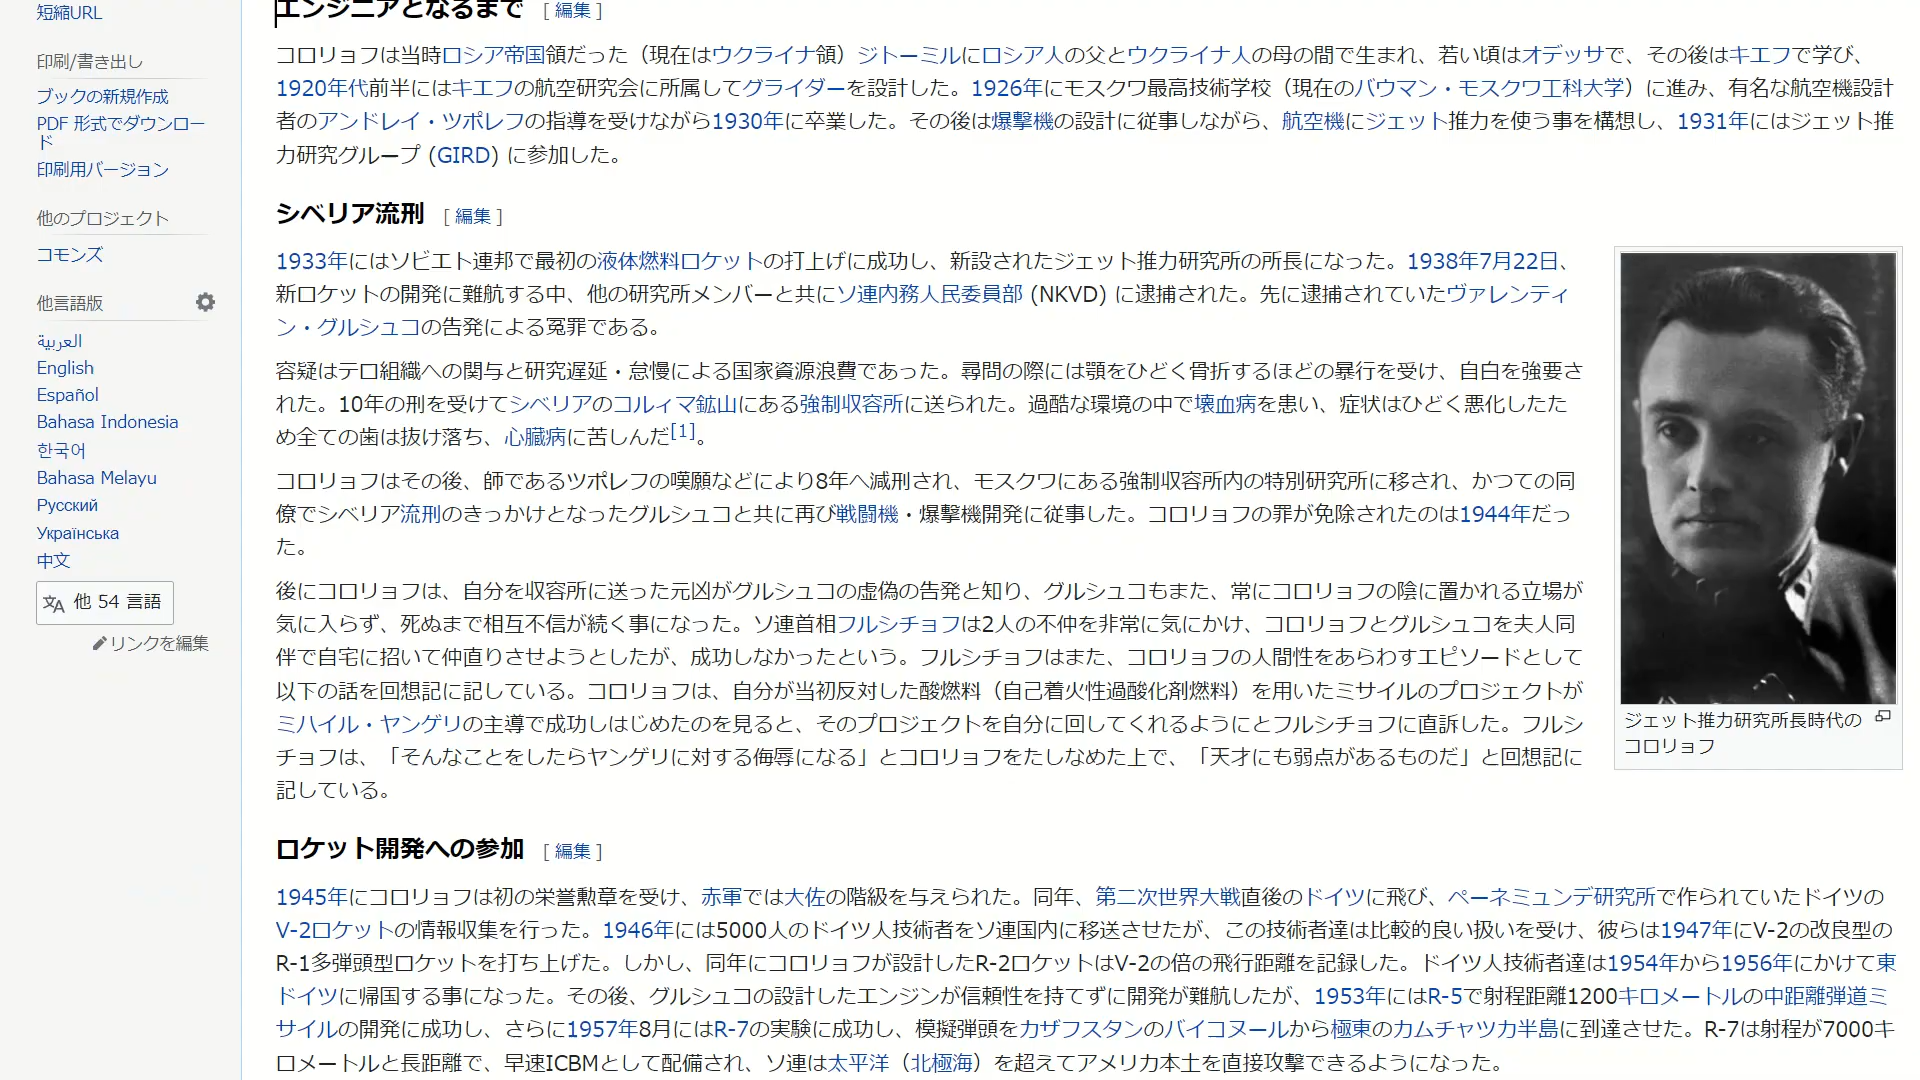 短縮URL
印刷/書き出し
ブックの新規作成
PDF 形式でダウンロー
ド
印刷用バージョン
他のプロジェクト
コモンズ
他言語版
العربية
English
Español
Bahasa Indonesia
한국어
Bahasa Melayu
Русский
Українська
中文
他 54 言語
リンクを編集
エンジニアとなるまで [ 編集 ]
コロリョフは当時ロシア帝国領だった（現在はウクライナ領）ジトーミルにロシア人の父とウクライナ人の母の間で生まれ、若い頃はオデッサで、その後はキエフで学び、
1920年代前半にはキエフの航空研究会に所属してグライダーを設計した。1926年にモスクワ最高技術学校（現在のバウマン・モスクワ工科大学）に進み、有名な航空機設計
者のアンドレイ・ツポレフの指導を受けながら1930年に卒業した。その後は爆撃機の設計に従事しながら、航空機にジェット推力を使う事を構想し、1931年にはジェット推
力研究グループ (GIRD) に参加した。
シベリア流刑 [ 編集 ]
1933年にはソビエト連邦で最初の液体燃料ロケットの打上げに成功し、新設されたジェット推力研究所の所長になった。1938年7月22日、
新ロケットの開発に難航する中、他の研究所メンバーと共にソ連内務人民委員部 (NKVD) に逮捕された。先に逮捕されていたヴァレンティ
ン・グルシュコの告発による冤罪である。
容疑はテロ組織への関与と研究遅延・怠慢による国家資源浪費であった。尋問の際には顎をひどく骨折するほどの暴行を受け、自白を強要さ
れた。10年の刑を受けてシベリアのコルィマ鉱山にある強制収容所に送られた。過酷な環境の中で壊血病を患い、症状はひどく悪化したた
め全ての歯は抜け落ち、心臓病に苦しんだ[1]。
コロリョフはその後、師であるツポレフの嘆願などにより8年へ減刑され、モスクワにある強制収容所内の特別研究所に移され、かつての同
僚でシベリア流刑のきっかけとなったグルシュコと共に再び戦闘機・爆撃機開発に従事した。コロリョフの罪が免除されたのは1944年だっ
た。
後にコロリョフは、自分を収容所に送った元凶がグルシュコの虚偽の告発と知り、グルシュコもまた、常にコロリョフの陰に置かれる立場が
気に入らず、死ぬまで相互不信が続く事になった。ソ連首相フルシチョフは2人の不仲を非常に気にかけ、コロリョフとグルシュコを夫人同
伴で自宅に招いて仲直りさせようとしたが、成功しなかったという。フルシチョフはまた、コロリョフの人間性をあらわすエピソードとして
以下の話を回想記に記している。コロリョフは、自分が当初反対した酸燃料（自己着火性過酸化剤燃料）を用いたミサイルのプロジェクトが
ミハイル・ヤンゲリの主導で成功しはじめたのを見ると、そのプロジェクトを自分に回してくれるようにとフルシチョフに直訴した。フルシ
チョフは、「そんなことをしたらヤンゲリに対する侮辱になる」とコロリョフをたしなめた上で、「天才にも弱点があるものだ」と回想記に
記している。
ジェット推力研究所長時代の
コロリョフ
ロケット開発への参加 [ 編集 ]
1945年にコロリョフは初の栄誉勲章を受け、赤軍では大佐の階級を与えられた。同年、第二次世界大戦直後のドイツに飛び、ペーネミュンデ研究所で作られていたドイツの
V-2ロケットの情報収集を行った。1946年には5000人のドイツ人技術者をソ連国内に移送させたが、この技術者達は比較的良い扱いを受け、彼らは1947年にV-2の改良型の
R-1多弾頭型ロケットを打ち上げた。しかし、同年にコロリョフが設計したR-2ロケットはV-2の倍の飛行距離を記録した。ドイツ人技術者達は1954年から1956年にかけて東
ドイツに帰国する事になった。その後、グルシュコの設計したエンジンが信頼性を持てずに開発が難航したが、1953年にはR-5で射程距離1200キロメートルの中距離弾道ミ
サイルの開発に成功し、さらに1957年8月にはR-7の実験に成功し、模擬弾頭をカザフスタンのバイコヌールから極東のカムチャツカ半島に到達させた。R-7は射程が7000キ
ロメートルと長距離で、早速ICBMとして配備され、ソ連は太平洋（北極海）を超えてアメリカ本土を直接攻撃できるようになった。